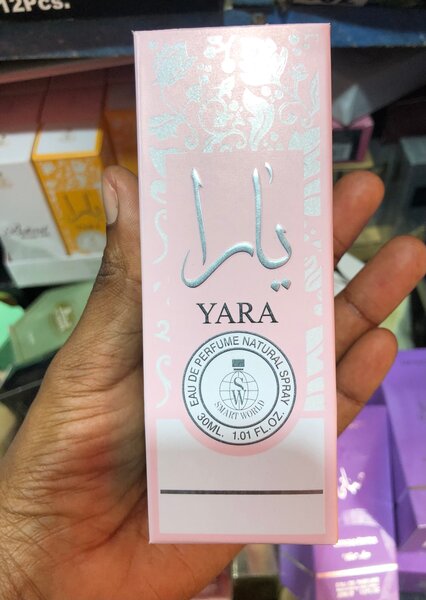 12Pcs.
يارا
YARA
EAU DE PERFUME NATURAL SPRAY
SW
SMART WORLD
30ML. 1.01 FL.OZ.